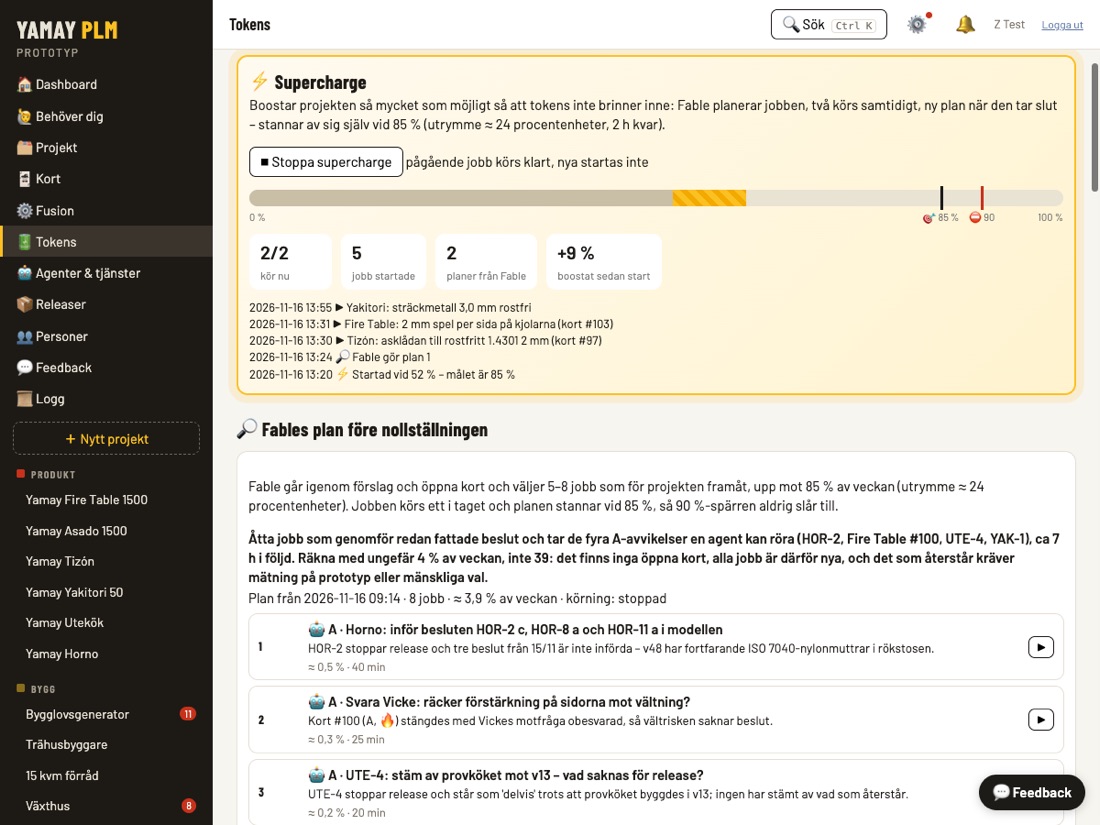 YAMAY PLM
PROTOTYP
Dashboard
Behöver dig
Projekt
Kort
Fusion
Tokens
Agenter & tjänster
Releaser
Personer
Feedback
Logg
+ Nytt projekt
PRODUKT
Yamay Fire Table 1500
Yamay Asado 1500
Yamay Tizón
Yamay Yakitori 50
Yamay Utekök
Yamay Horno
BYGG
Bygglovsgenerator 11
Trähusbyggare
15 kvm förråd
Växthus 8
Tokens
Sök Ctrl K
Z Test
Logga ut
⚡ Supercharge
Boostar projekten så mycket som möjligt så att tokens inte brinner inne: Fable planerar jobben, två körs samtidigt, ny plan när den tar slut
– stannar av sig själv vid 85 % (utrymme ≈ 24 procentenheter, 2 h kvar).
■ Stoppa supercharge pågående jobb körs klart, nya startas inte
0 % 🎯 85 % ⛔ 90 100 %
2/2
kör nu
5
jobb startade
2
planer från Fable
+9 %
boostat sedan start
2026-11-16 13:55 ▶ Yakitori: sträckmetall 3,0 mm rostfri
2026-11-16 13:31 ▶ Fire Table: 2 mm spel per sida på kjolarna (kort #103)
2026-11-16 13:30 ▶ Tizón: asklådan till rostfritt 1.4301 2 mm (kort #97)
2026-11-16 13:24 🔎 Fable gör plan 1
2026-11-16 13:20 ⚡ Startad vid 52 % – målet är 85 %
🔎 Fables plan före nollställningen
Fable går igenom förslag och öppna kort och väljer 5–8 jobb som för projekten framåt, upp mot 85 % av veckan (utrymme ≈ 24
procentenheter). Jobben körs ett i taget och planen stannar vid 85 %, så 90 %-spärren aldrig slår till.
Åtta jobb som genomför redan fattade beslut och tar de fyra A-avvikelser en agent kan röra (HOR-2, Fire Table #100, UTE-4, YAK-1), ca 7
h i följd. Räkna med ungefär 4 % av veckan, inte 39: det finns inga öppna kort, alla jobb är därför nya, och det som återstår kräver
mätning på prototyp eller mänskliga val.
Plan från 2026-11-16 09:14 · 8 jobb · ≈ 3,9 % av veckan · körning: stoppad
1
A · Horno: inför besluten HOR-2 c, HOR-8 a och HOR-11 a i modellen
HOR-2 stoppar release och tre beslut från 15/11 är inte införda – v48 har fortfarande ISO 7040-nylonmuttrar i rökstosen.
≈ 0,5 % · 40 min
2
A · Svara Vicke: räcker förstärkning på sidorna mot vältning?
Kort #100 (A, 🔥) stängdes med Vickes motfråga obesvarad, så vältrisken saknar beslut.
≈ 0,3 % · 25 min
3
A · UTE-4: stäm av provköket mot v13 – vad saknas för release?
UTE-4 stoppar release och står som 'delvis' trots att provköket byggdes i v13; ingen har stämt av vad som återstår.
≈ 0,2 % · 20 min
Feedback